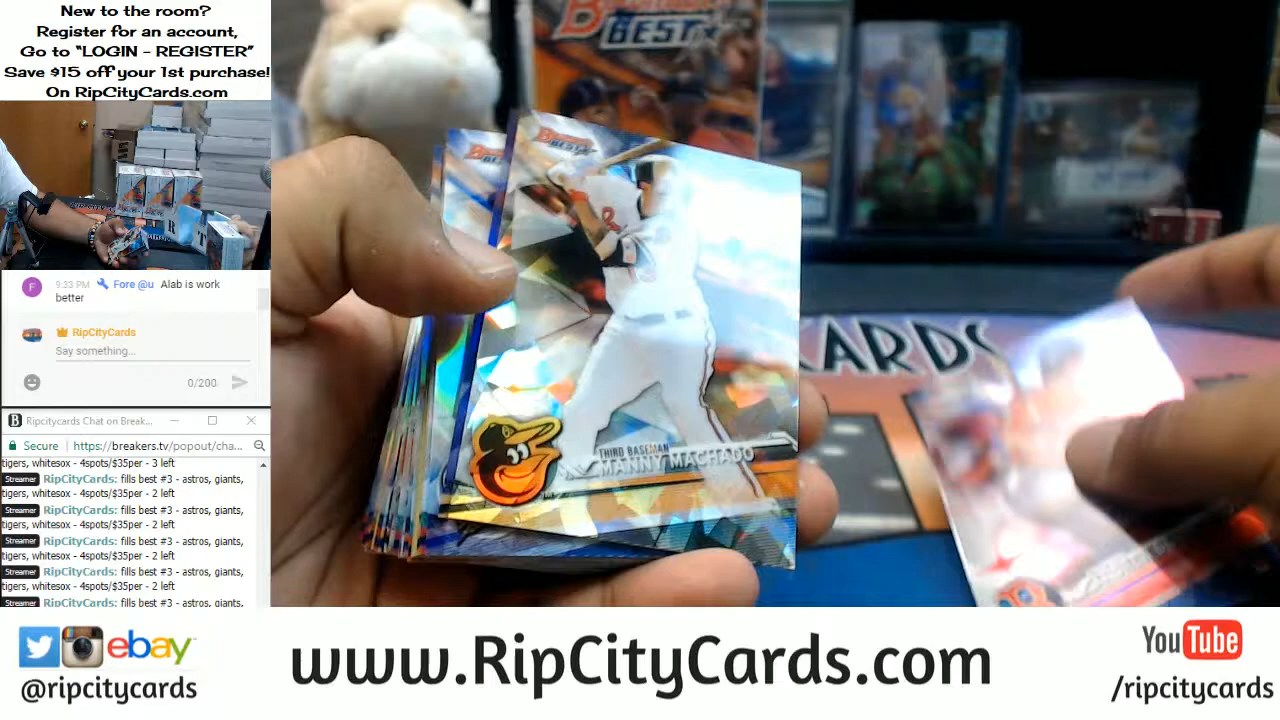 New to the room?
Register for an account,
Go to "LOGIN - REGISTER"
Save $15 off your 1st purchase!
On RipCityCards.com
BEST
THIRD BASEMAN
MANNY MACHADO
CARDS
F
9:33 PM Fore @u Alab is work
better
RipCityCards
Say something...
0/200
B Ripcitycards Chat on Break...
Secure https://breakers.tv/popout/cha...
tigers, whitesox - 4spots/$35per - 3 left
Streamer RipCityCards: fills best #3 - astros, giants,
tigers, whitesox - 4spots/$35per - 2 left
Streamer RipCityCards: fills best #3 - astros, giants,
tigers, whitesox - 4spots/$35per - 2 left
Streamer RipCityCards: fills best #3 - astros, giants,
tigers, whitesox - 4spots/$35per - 2 left
Streamer RipCityCards: fills best #3 - astros, giants,
tigers, whitesox - 4spots/$35per - 2 left
Streamer RipCityCards: fills best #3 - astros, giants,
ebay
@ripcitycards
www.RipCityCards.com
YouTube
/ripcitycards